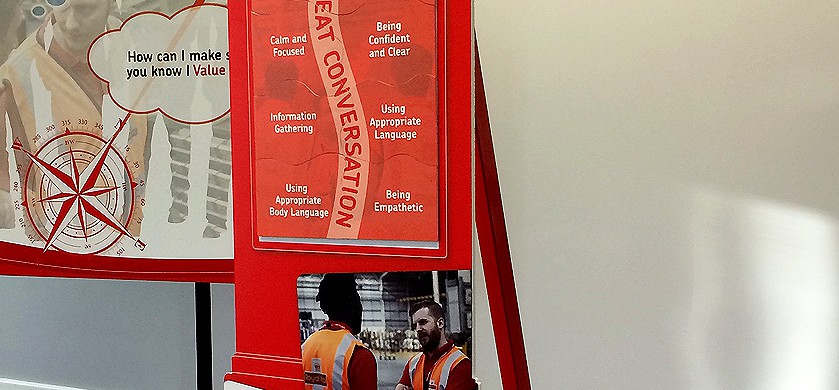 How can I make
you know I Value
EAT CONVERSATION
Calm and
Focused
Being
Confident
and Clear
Information
Gathering
Using
Appropriate
Language
Using
Appropriate
Body Language
Being
Empathetic